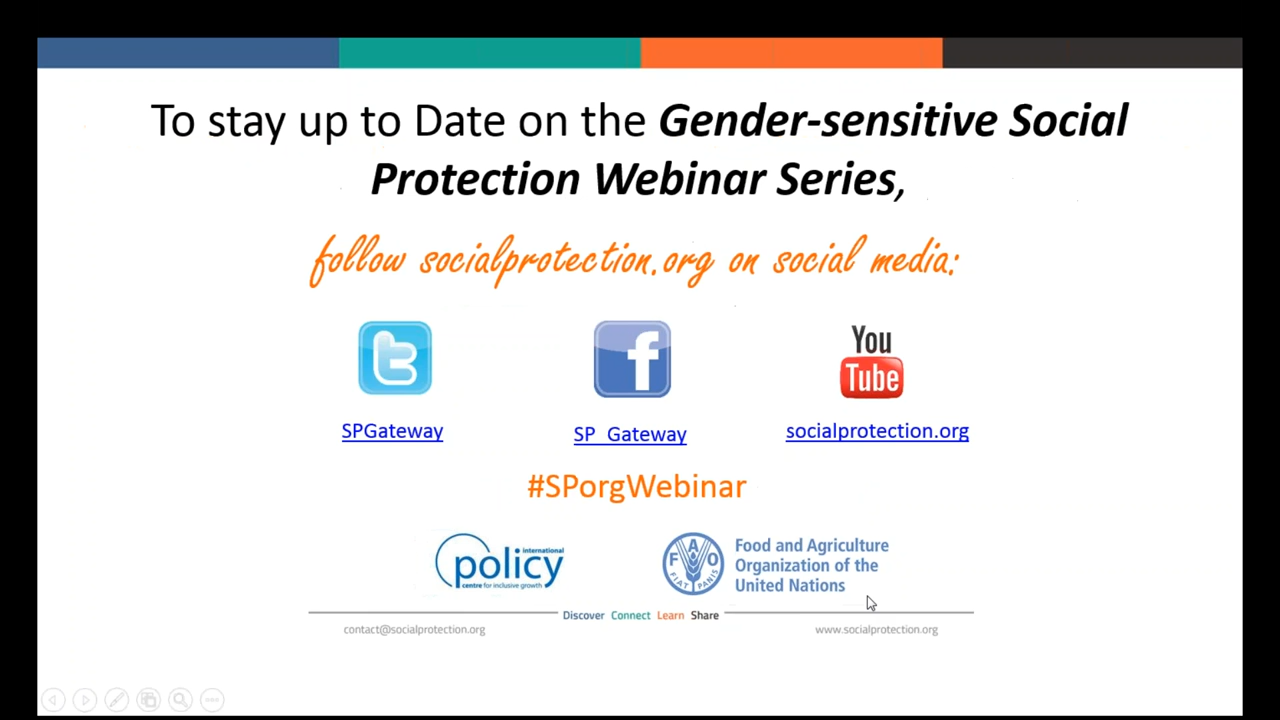 To stay up to Date on the Gender-sensitive Social
Protection Webinar Series,
follow socialprotection.org on social media:
t
f
You
Tube
SPGateway
SP_Gateway
socialprotection.org
#SPorgWebinar
international
policy
centre for inclusive growth
F A O
FIAT PANIS
Food and Agriculture
Organization of the
United Nations
Discover Connect Learn Share
contact@socialprotection.org
www.socialprotection.org